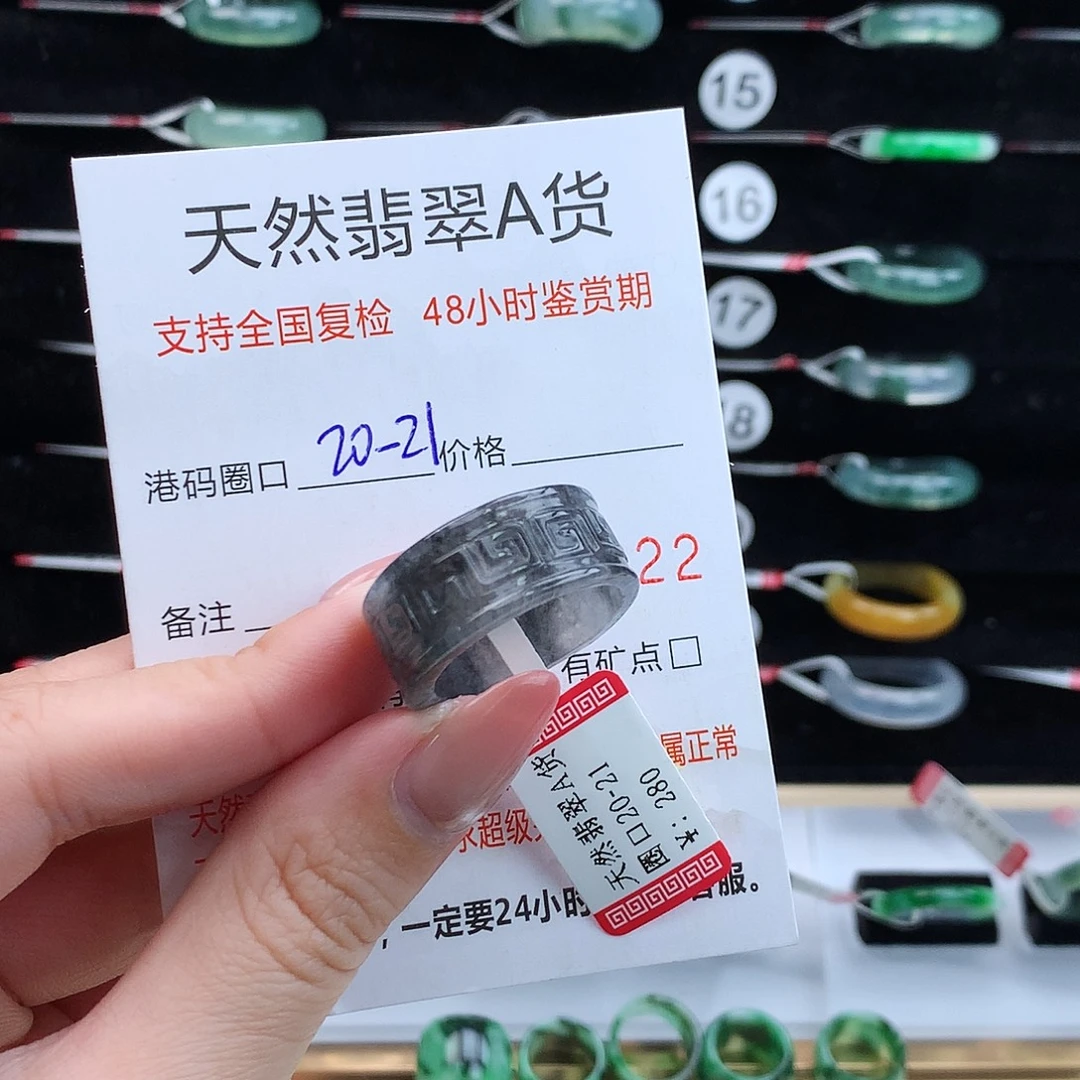 天然翡翠A货
支持全国复检 48小时鉴赏期
港码圈口 20-21 价格
22
备注
有矿点□
属正常
天然
超级
，一定要24小时 服。
天然翡翠A货
圈口20-21
¥：280
15
16
17
18